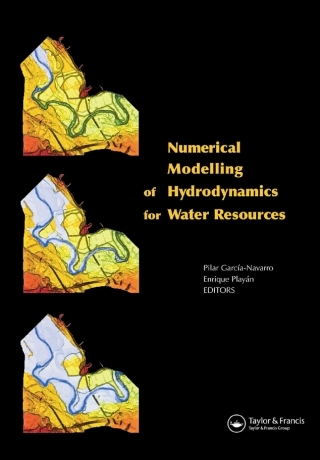 Numerical
Modelling
of Hydrodynamics
for Water Resources
Pilar García-Navarro
Enrique Playán
EDITORS
Taylor & Francis
Taylor & Francis Group